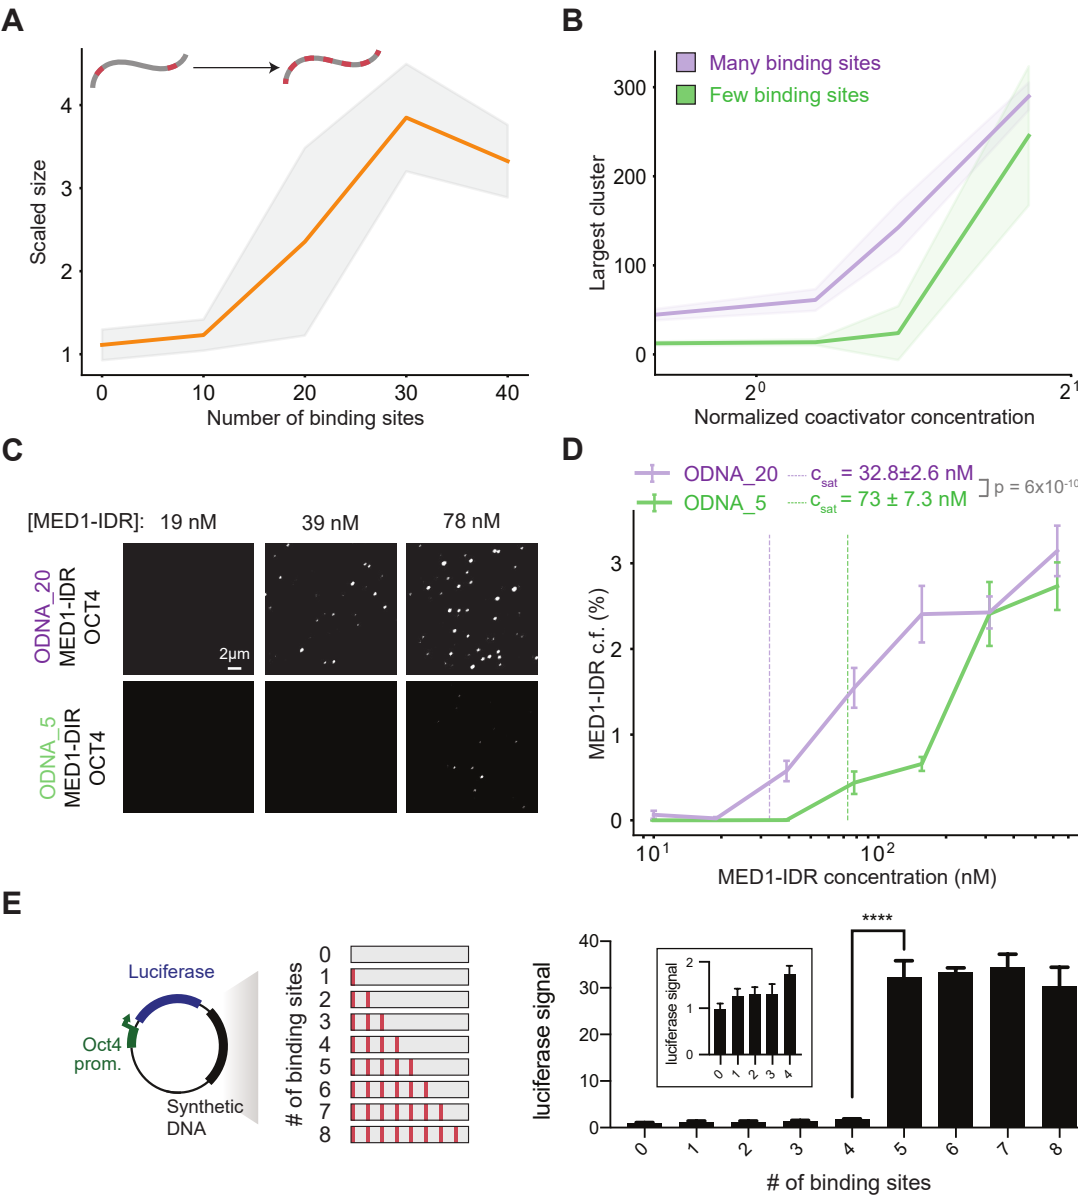 A
Scaled size
4
3
2
1
0 10 20 30 40
Number of binding sites
B
Many binding sites
Few binding sites
Largest cluster
300
200
100
0
2⁰ 2¹
Normalized coactivator concentration
C
[MED1-IDR]: 19 nM 39 nM 78 nM
ODNA_20
MED1-IDR
OCT4
2µm
ODNA_5
MED1-DIR
OCT4
D
ODNA_20 c_sat = 32.8±2.6 nM
ODNA_5 c_sat = 73 ± 7.3 nM
p = 6x10⁻¹⁰
MED1-IDR c.f. (%)
3
2
1
0
10¹ 10²
MED1-IDR concentration (nM)
E
Luciferase
Oct4
prom.
Synthetic
DNA
# of binding sites
0
1
2
3
4
5
6
7
8
luciferase signal
40
30
20
10
0
****
luciferase signal
2
1
0
0 1 2 3 4
0 1 2 3 4 5 6 7 8
# of binding sites